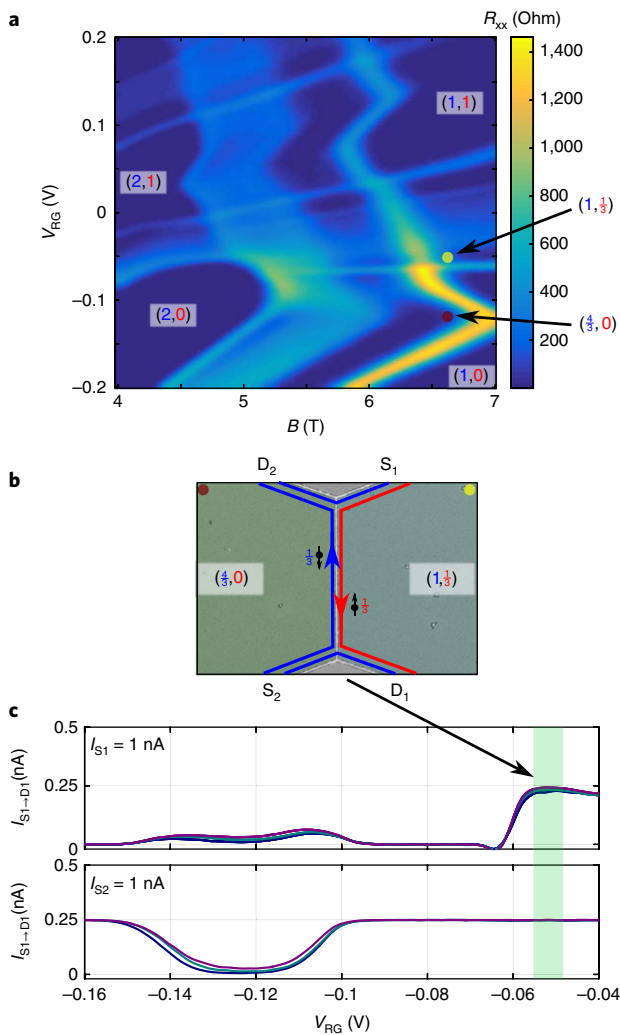 a
R_xx (Ohm)
0.2
0.1
0
−0.1
−0.2
V_RG (V)
4
5
6
7
B (T)
(1,1)
(2,1)
(2,0)
(1,0)
1,400
1,200
1,000
800
600
400
200
(1,1/3)
(4/3,0)
b
D_2 S_1
1/3
(4/3,0) (1,1/3)
1/3
S_2 D_1
c
0.5
0.25
0
I_S1→D1(nA)
I_S1 = 1 nA
0.5
0.25
0
I_S1→D1(nA)
I_S2 = 1 nA
−0.16 −0.14 −0.12 −0.1 −0.08 −0.06 −0.04
V_RG (V)